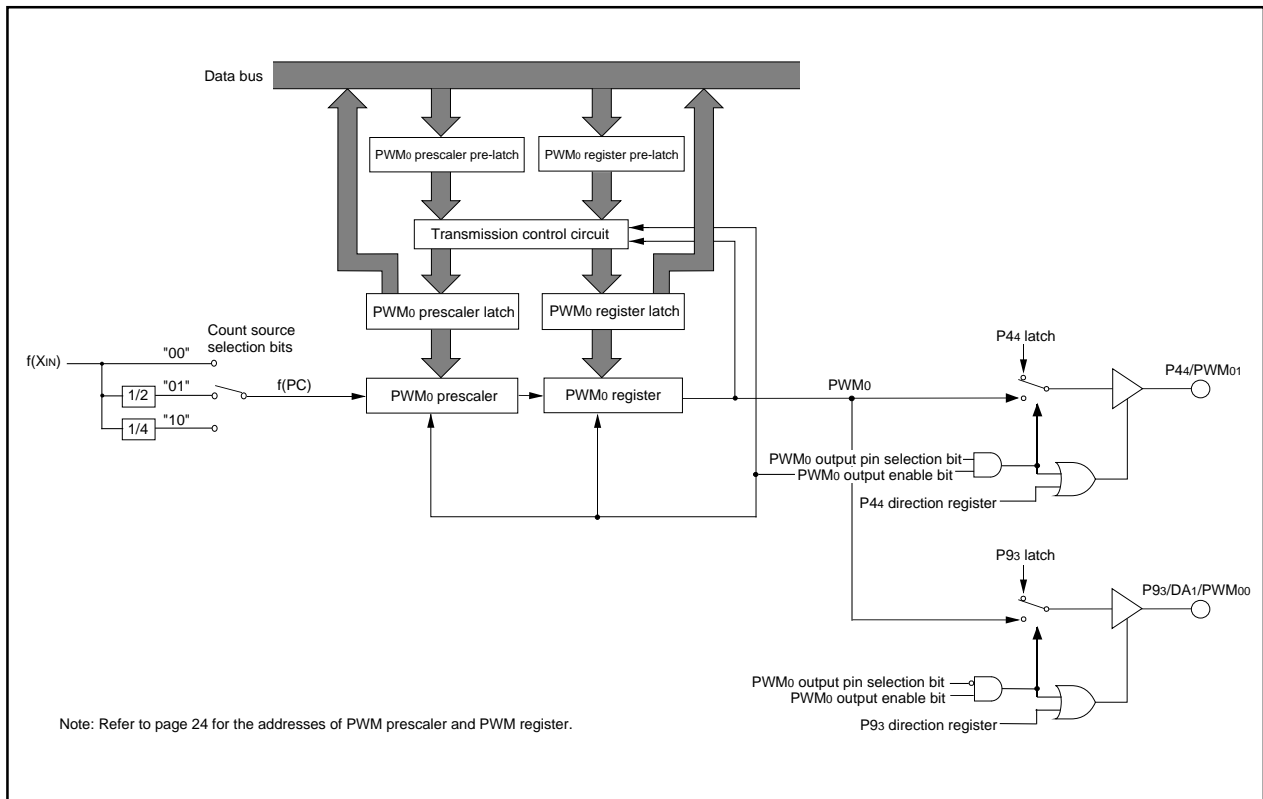 Data bus
PWM0 prescaler pre-latch
PWM0 register pre-latch
Transmission control circuit
PWM0 prescaler latch
PWM0 register latch
Count source
selection bits
f(XIN)
"00"
1/2
"01"
1/4
"10"
f(PC)
PWM0 prescaler
PWM0 register
PWM0
P44 latch
P44/PWM01
PWM0 output pin selection bit
PWM0 output enable bit
P44 direction register
P93 latch
P93/DA1/PWM00
PWM0 output pin selection bit
PWM0 output enable bit
P93 direction register
Note: Refer to page 24 for the addresses of PWM prescaler and PWM register.